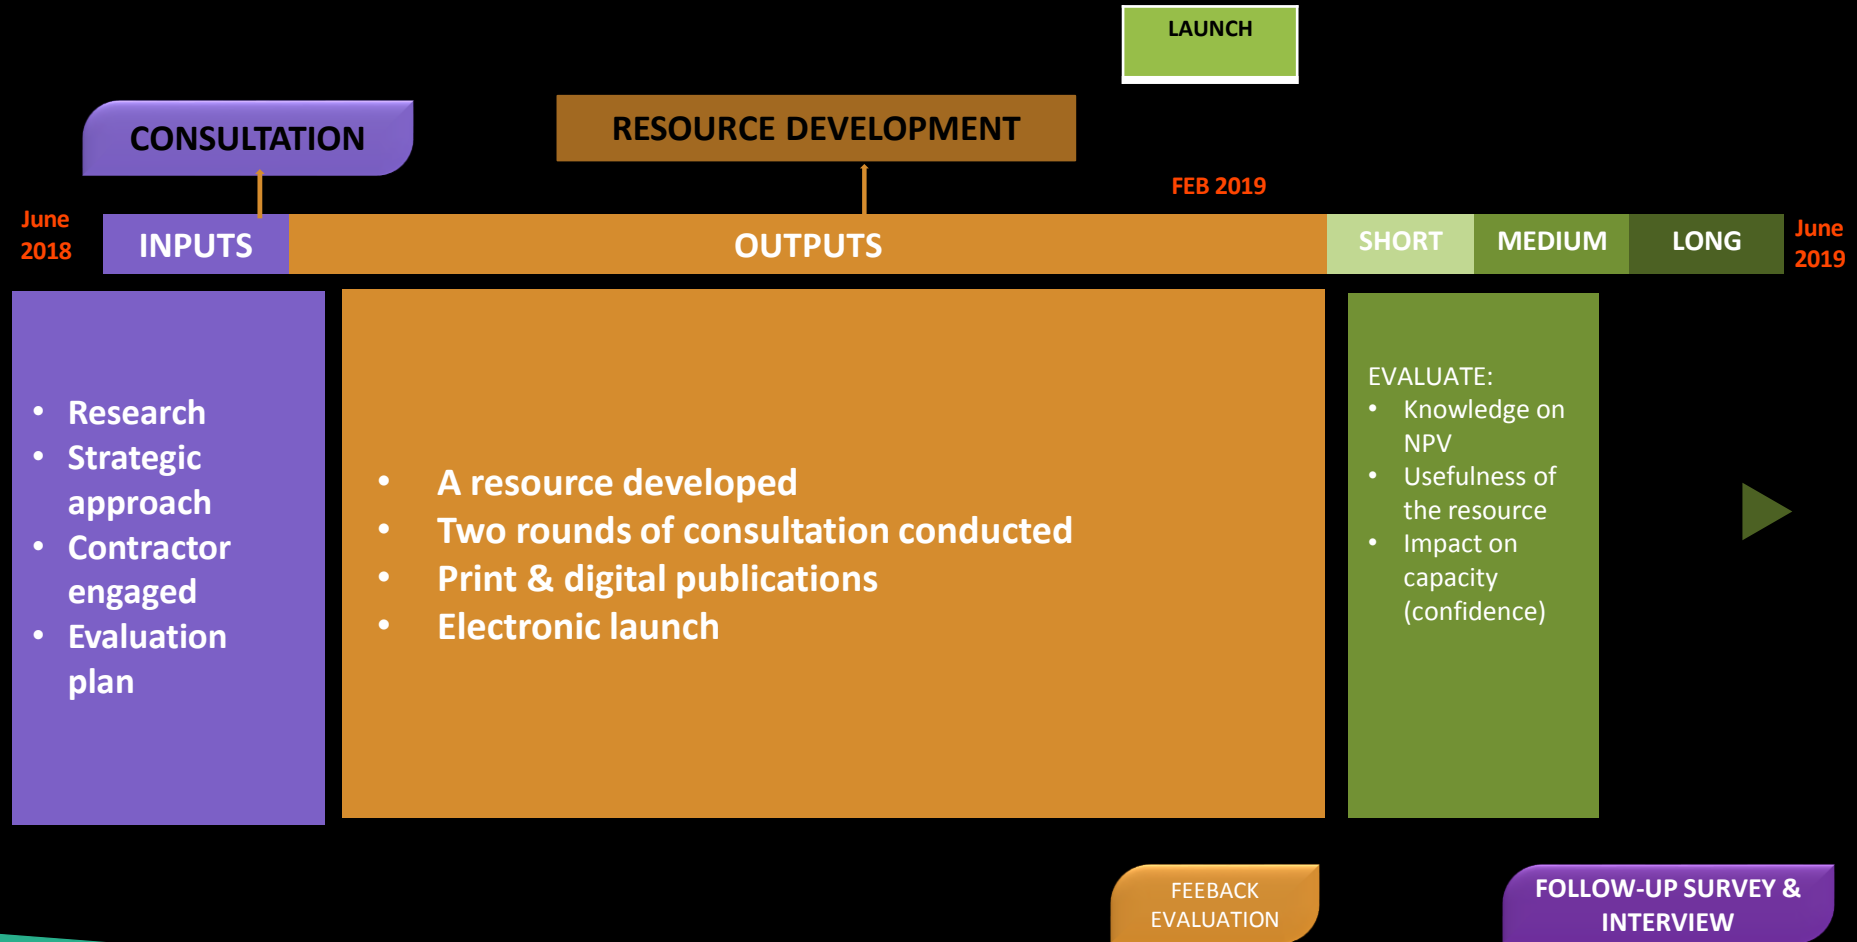 LAUNCH
CONSULTATION
RESOURCE DEVELOPMENT
FEB 2019
June
2018
INPUTS
OUTPUTS
SHORT
MEDIUM
LONG
June
2019
• Research
• Strategic
approach
• Contractor
engaged
• Evaluation
plan
• A resource developed
• Two rounds of consultation conducted
• Print & digital publications
• Electronic launch
EVALUATE:
• Knowledge on
NPV
• Usefulness of
the resource
• Impact on
capacity
(confidence)
FEEBACK
EVALUATION
FOLLOW-UP SURVEY &
INTERVIEW